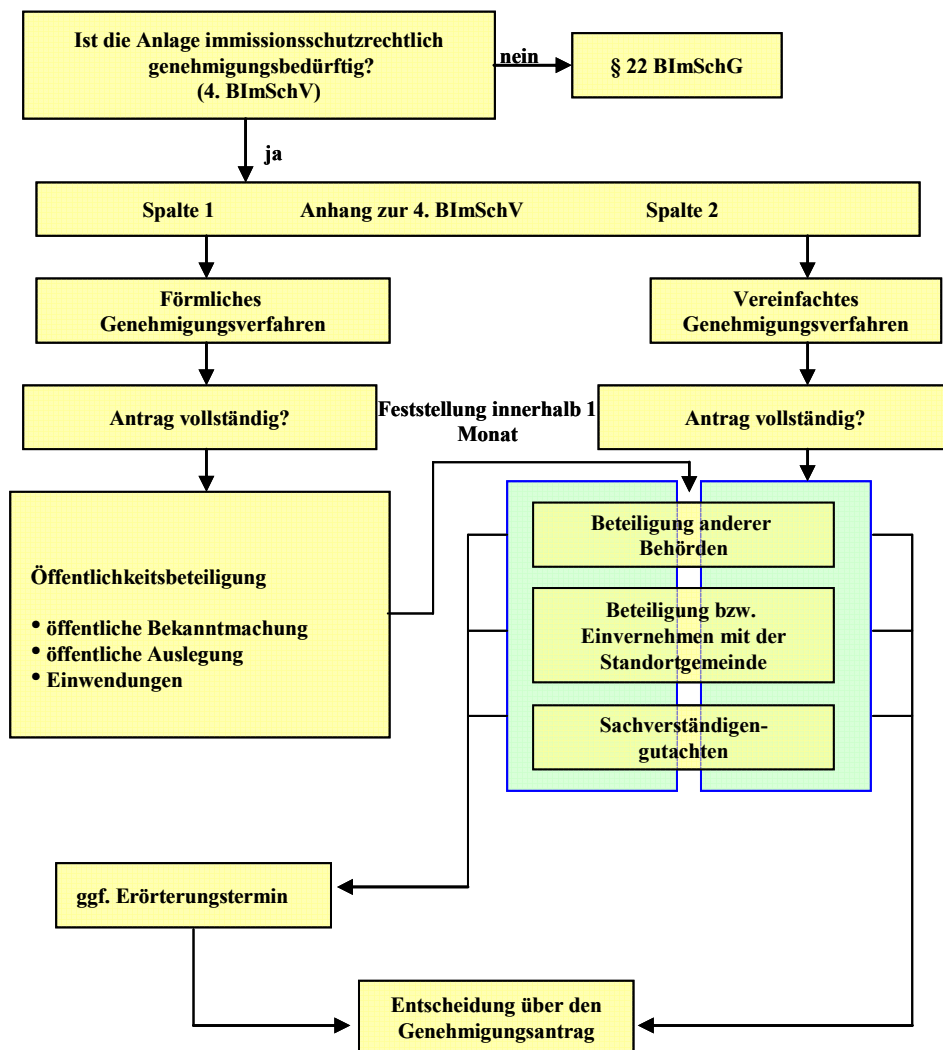 Ist die Anlage immissionsschutzrechtlich
genehmigungsbedürftig?
(4. BImSchV)
nein
§ 22 BImSchG
ja
Spalte 1 Anhang zur 4. BImSchV Spalte 2
Förmliches
Genehmigungsverfahren
Vereinfachtes
Genehmigungsverfahren
Antrag vollständig?
Feststellung innerhalb 1
Monat
Antrag vollständig?
Öffentlichkeitsbeteiligung
• öffentliche Bekanntmachung
• öffentliche Auslegung
• Einwendungen
Beteiligung anderer
Behörden
Beteiligung bzw.
Einvernehmen mit der
Standortgemeinde
Sachverständigen-
gutachten
ggf. Erörterungstermin
Entscheidung über den
Genehmigungsantrag